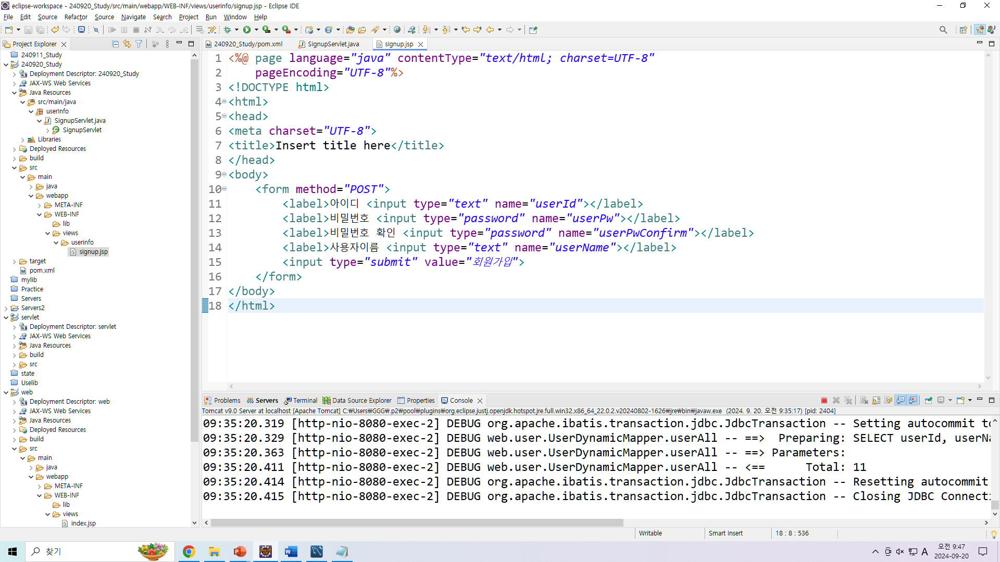 eclipse-workspace - 240920_Study/src/main/webapp/WEB-INF/views/userinfo/signup.jsp - Eclipse IDE
File Edit Source Refactor Source Navigate Search Project Run Window Help
Project Explorer
240920_Study/pom.xml SignupServlet.java signup.jsp
240911_Study
240920_Study
Deployment Descriptor: 240920_Study
JAX-WS Web Services
Java Resources
src/main/java
userInfo
SignupServlet.java
SignupServlet
Libraries
Deployed Resources
build
src
main
java
webapp
META-INF
WEB-INF
lib
views
userinfo
signup.jsp
target
pom.xml
mylib
Practice
Servers
Servers2
servlet
Deployment Descriptor: servlet
JAX-WS Web Services
Java Resources
build
src
state
Uselib
web
Deployment Descriptor: web
JAX-WS Web Services
Java Resources
Deployed Resources
build
src
main
java
webapp
META-INF
WEB-INF
lib
views
index.jsp
1 <%@ page language="java" contentType="text/html; charset=UTF-8"
2 pageEncoding="UTF-8"%>
3 <!DOCTYPE html>
4 <html>
5 <head>
6 <meta charset="UTF-8">
7 <title>Insert title here</title>
8 </head>
9 <body>
10 <form method="POST">
11 <label>아이디 <input type="text" name="userId"></label>
12 <label>비밀번호 <input type="password" name="userPw"></label>
13 <label>비밀번호 확인 <input type="password" name="userPwConfirm"></label>
14 <label>사용자이름 <input type="text" name="userName"></label>
15 <input type="submit" value="회원가입">
16 </form>
17 </body>
18 </html>
Problems Servers Terminal Data Source Explorer Properties Console
Tomcat v9.0 Server at localhost [Apache Tomcat] C:₩Users₩GGG₩.p2₩pool₩plugins₩org.eclipse.justj.openjdk.hotspot.jre.full.win32.x86_64_22.0.2.v20240802-1626₩jre₩bin₩javaw.exe (2024. 9. 20. 오전 9:35:17) [pid: 2404]
09:35:20.319 [http-nio-8080-exec-2] DEBUG org.apache.ibatis.transaction.jdbc.JdbcTransaction -- Setting autocommit to
09:35:20.329 [http-nio-8080-exec-2] DEBUG web.user.UserDynamicMapper.userAll -- ==>  Preparing: SELECT userId, userNa
09:35:20.363 [http-nio-8080-exec-2] DEBUG web.user.UserDynamicMapper.userAll -- ==> Parameters:
09:35:20.411 [http-nio-8080-exec-2] DEBUG web.user.UserDynamicMapper.userAll -- <==      Total: 11
09:35:20.414 [http-nio-8080-exec-2] DEBUG org.apache.ibatis.transaction.jdbc.JdbcTransaction -- Resetting autocommit
09:35:20.415 [http-nio-8080-exec-2] DEBUG org.apache.ibatis.transaction.jdbc.JdbcTransaction -- Closing JDBC Connecti
Writable Smart Insert 18 : 8 : 536
찾기
A
오전 9:47
2024-09-20